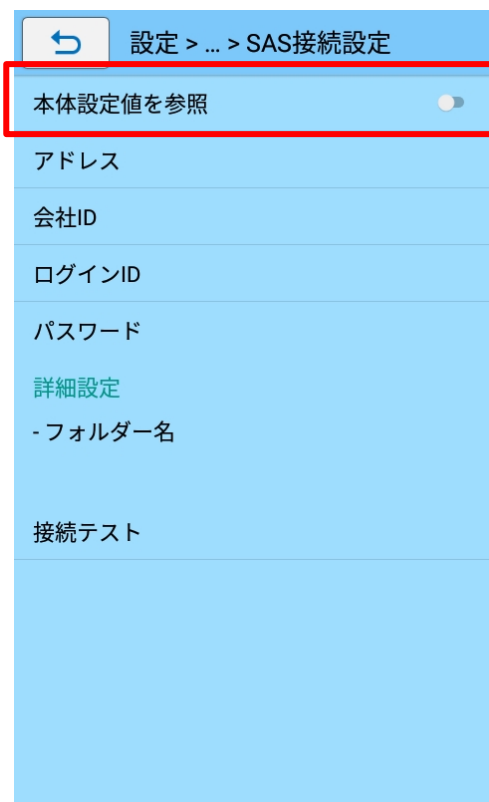 設定 > ... > SAS接続設定
本体設定値を参照
アドレス
会社ID
ログインID
パスワード
詳細設定
- フォルダー名
接続テスト